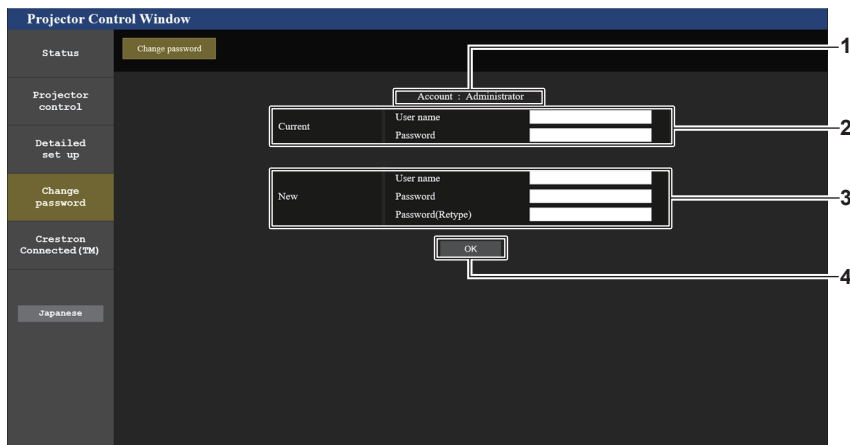 Projector Control Window
Status
Change password
1
Projector
control
Account : Administrator
Current
User name
Password
2
Detailed
set up
Change
password
New
User name
Password
Password(Retype)
3
Crestron
Connected(TM)
OK
4
Japanese